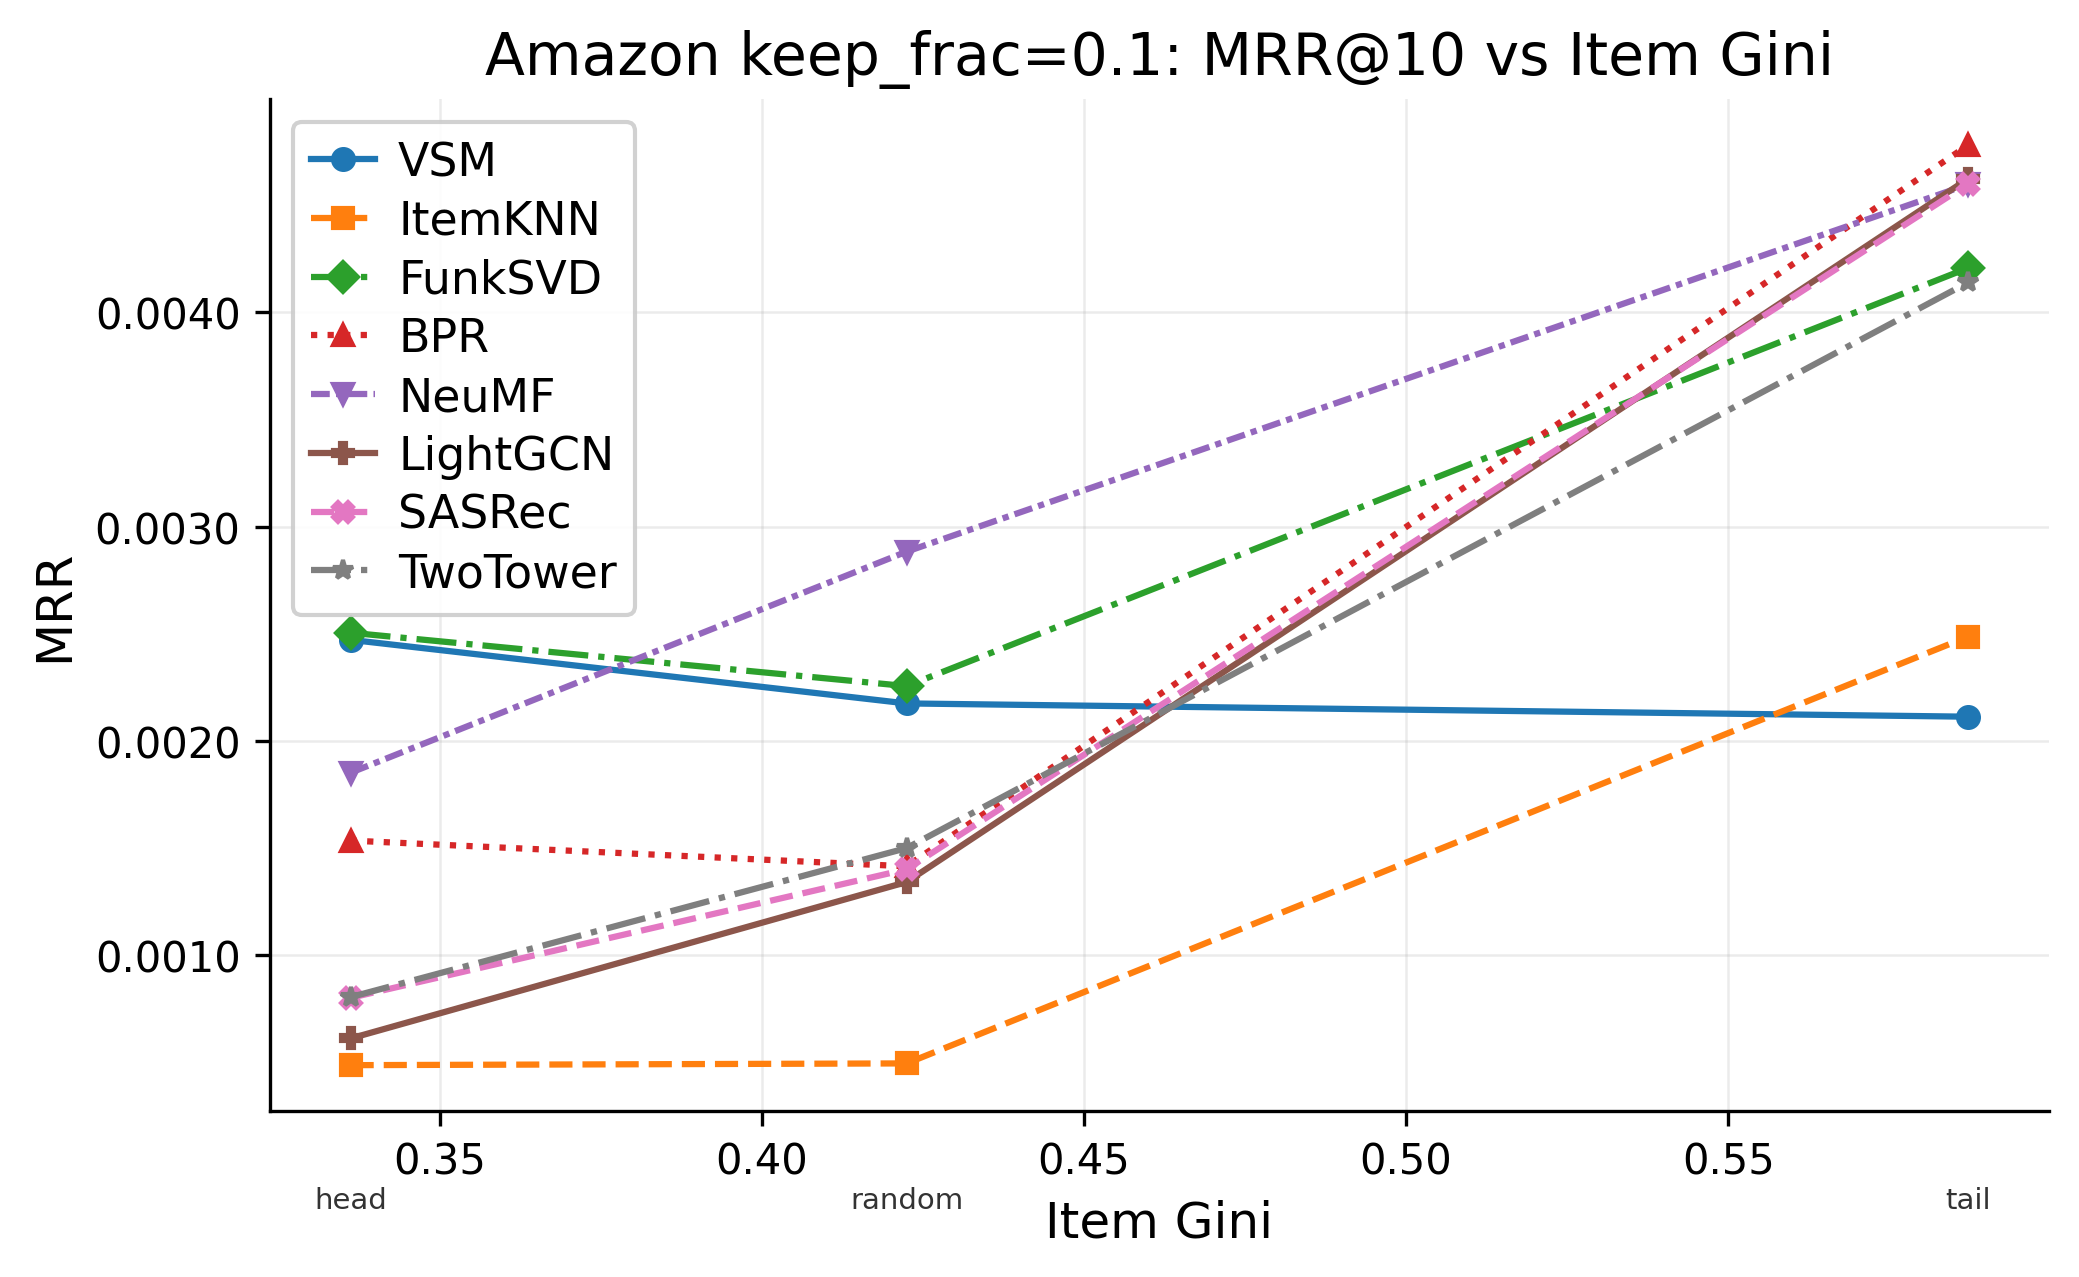 Amazon keep_frac=0.1: MRR@10 vs Item Gini
VSM
ItemKNN
FunkSVD
BPR
NeuMF
LightGCN
SASRec
TwoTower
MRR
0.0040
0.0030
0.0020
0.0010
0.35 0.40 0.45 0.50 0.55
head random tail
Item Gini